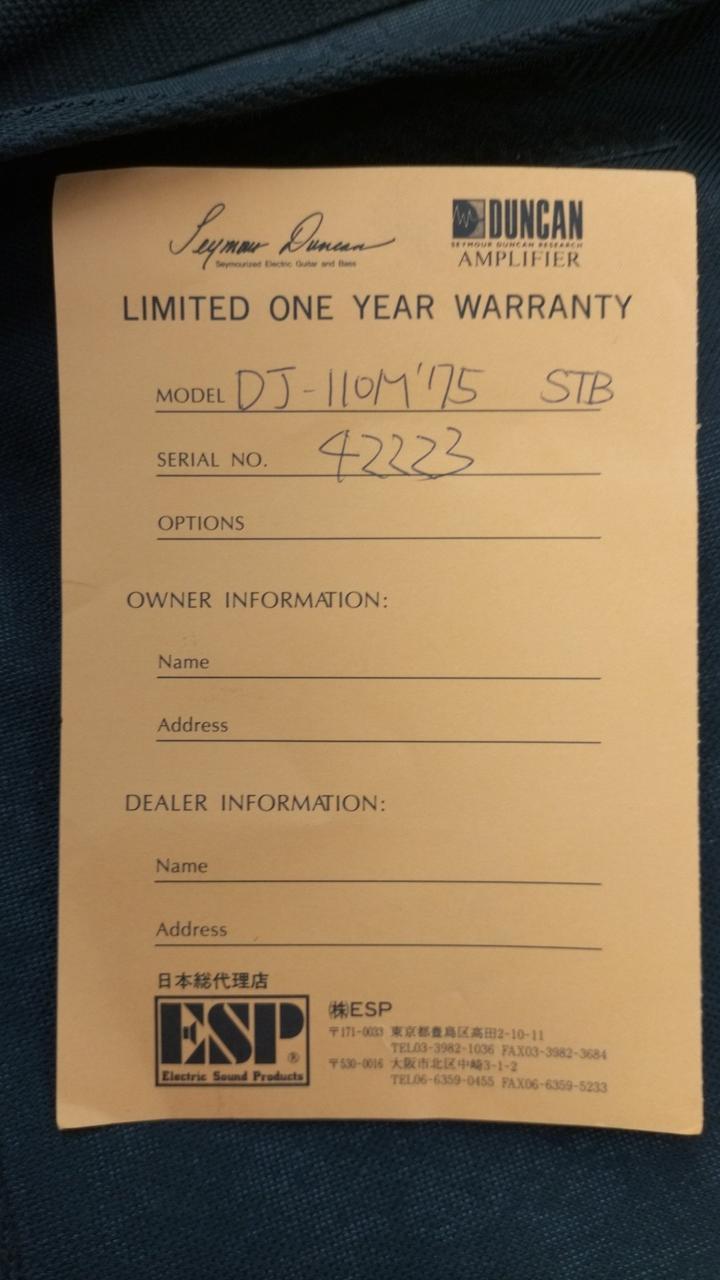 Seymour Duncan
Seymourized Electric Guitar and Bass
DUNCAN
SEYMOUR DUNCAN RESEARCH
AMPLIFIER
LIMITED ONE YEAR WARRANTY
MODEL DJ-110M'75 STB
SERIAL NO. 42223
OPTIONS
OWNER INFORMATION:
Name
Address
DEALER INFORMATION:
Name
Address
日本総代理店
ESP®
Electric Sound Products
㈱ESP
〒171-0033 東京都豊島区高田2-10-11
TEL03-3982-1036 FAX03-3982-3684
〒530-0016 大阪市北区中崎3-1-2
TEL06-6359-0455 FAX06-6359-5233